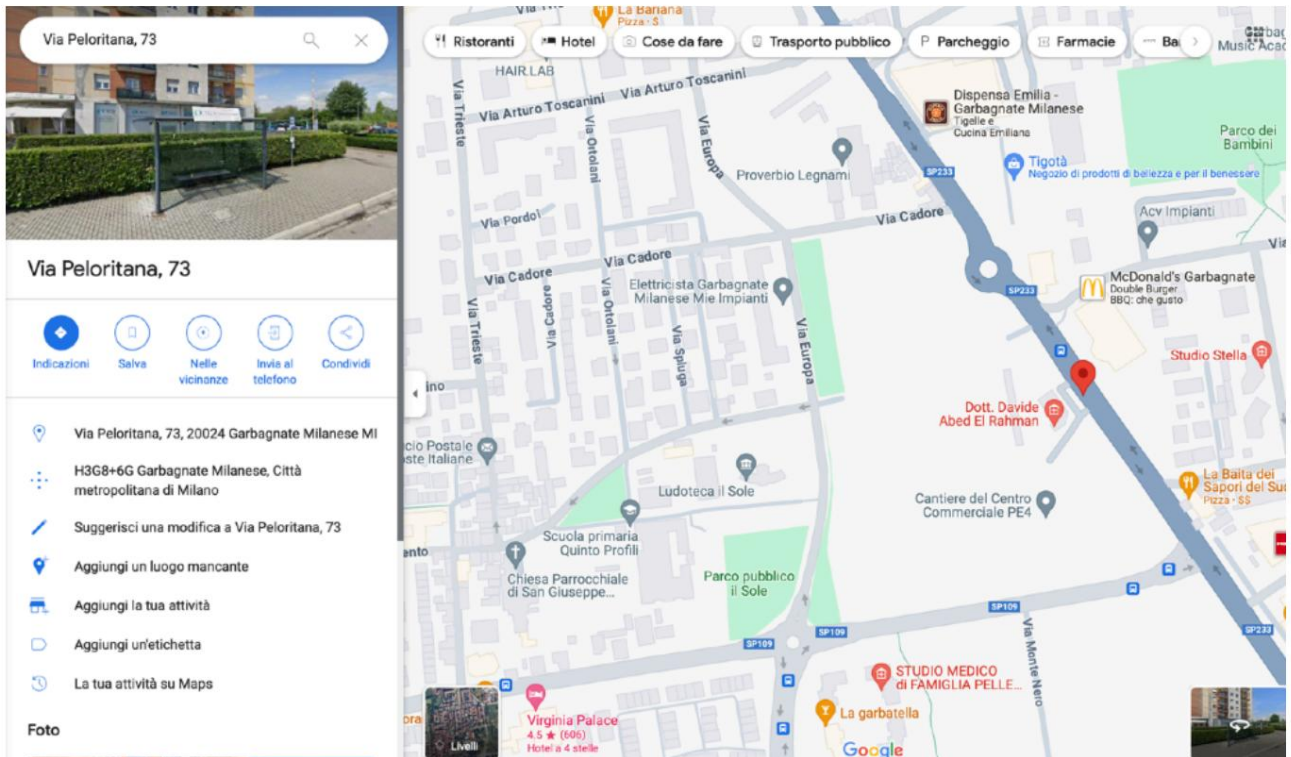 Via Peloritana, 73
Via Peloritana, 73
Indicazioni
Salva
Nelle
vicinanze
Invia al
telefono
Condividi
Via Peloritana, 73, 20024 Garbagnate Milanese MI
H3G8+6G Garbagnate Milanese, Città
metropolitana di Milano
Suggerisci una modifica a Via Peloritana, 73
Aggiungi un luogo mancante
Aggiungi la tua attività
Aggiungi un'etichetta
La tua attività su Maps
Foto
La Bariana
Pizza · $
Ristoranti
Hotel
Cose da fare
Trasporto pubblico
Parcheggio
Farmacie
Music
HAIR.LAB
Via Arturo Toscanini
Via Arturo Toscanini
Via Trieste
Via Ortolani
Via Europa
Dispensa Emilia -
Garbagnate Milanese
Tigelle e
Cucina Emiliana
Parco dei
Bambini
Proverbio Legnami
SP233
Tigotà
Negozio di prodotti di bellezza e per il benessere
Via Pordoi
Via Cadore
Acv Impianti
Via Cadore
Via Cadore
Elettricista Garbagnate
Milanese Mie Impianti
SP233
McDonald's Garbagnate
Double Burger
BBQ: che gusto
Via Trieste
Via Cadore
Via Ortolani
Via Spluga
Via Europa
Studio Stella
ino
Dott. Davide
Abed El Rahman
cio Postale
ste Italiane
Ludoteca il Sole
La Baita dei
Sapori del Su
Pizza · $$
Cantiere del Centro
Commerciale PE4
Scuola primaria
Quinto Profili
ento
Chiesa Parrocchiale
di San Giuseppe...
Parco pubblico
il Sole
SP109
SP109
SP109
SP233
Via Monte Nero
STUDIO MEDICO
di FAMIGLIA PELLE...
Virginia Palace
4.5 ★ (606)
Hotel a 4 stelle
La garbatella
Livelli
Google